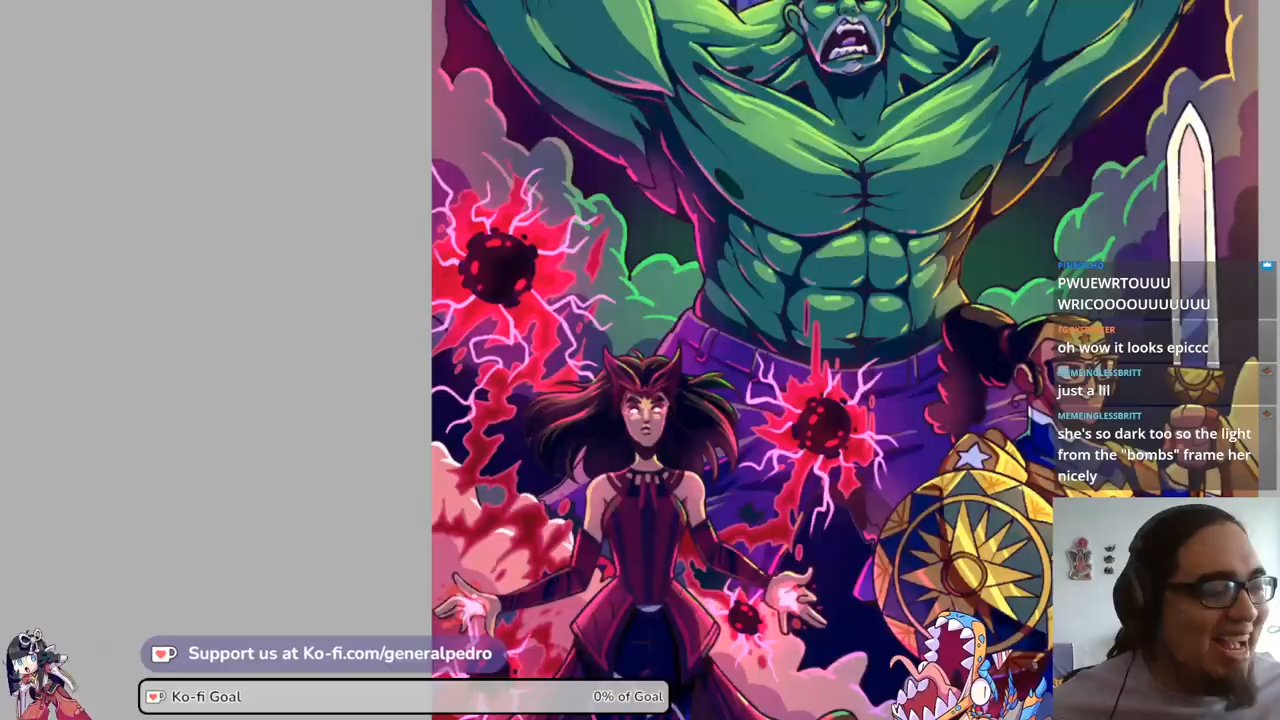 PWUEWRTOUUU
WRICOOOOUUUUUUU
oh wow it looks epiccc
MEMEINGLESSBRITT
just a lil
MEMEINGLESSBRITT
she's so dark too so the light
from the "bombs" frame her
nicely
Support us at Ko-fi.com/generalpedro
Ko-fi Goal
0% of Goal